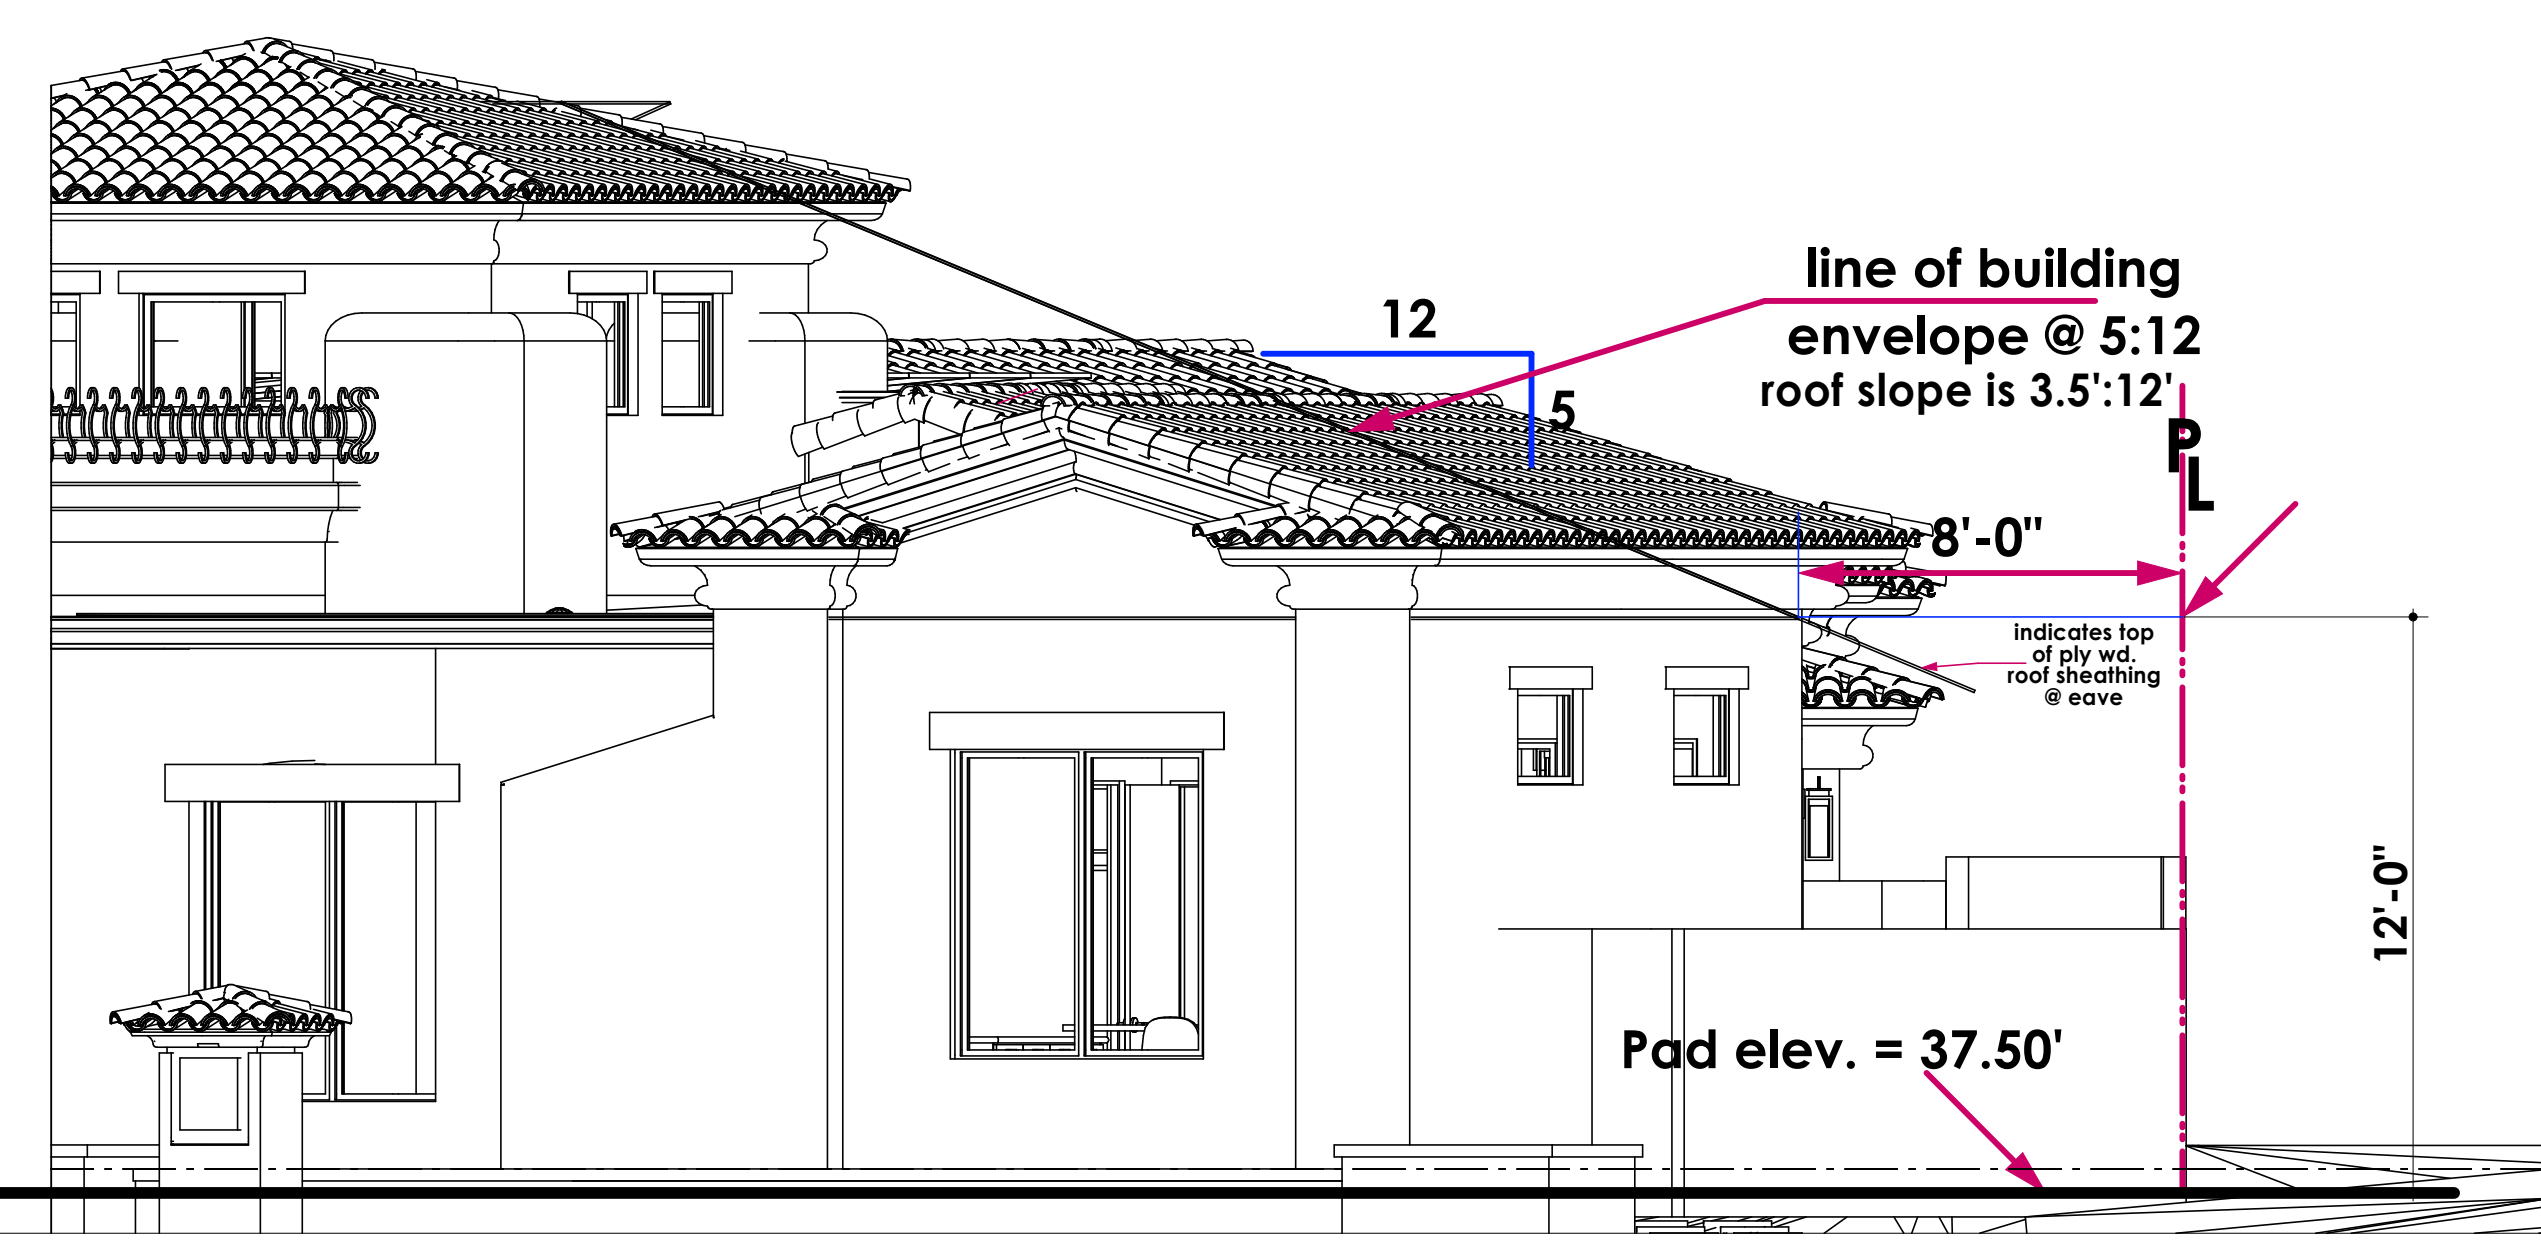 line of building
envelope @ 5:12
roof slope is 3.5':12'
12
5
PL
8'-0"
indicates top
of ply wd.
roof sheathing
@ eave
12'-0"
Pad elev. = 37.50'